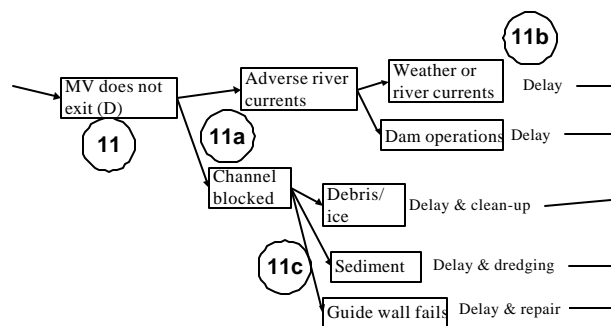 11b
Weather or
river currents
Delay
Adverse river
currents
MV does not
exit (D)
11
11a
Dam operations
Delay
Channel
blocked
Debris/
ice
Delay & clean-up
11c
Sediment
Delay & dredging
Guide wall fails
Delay & repair